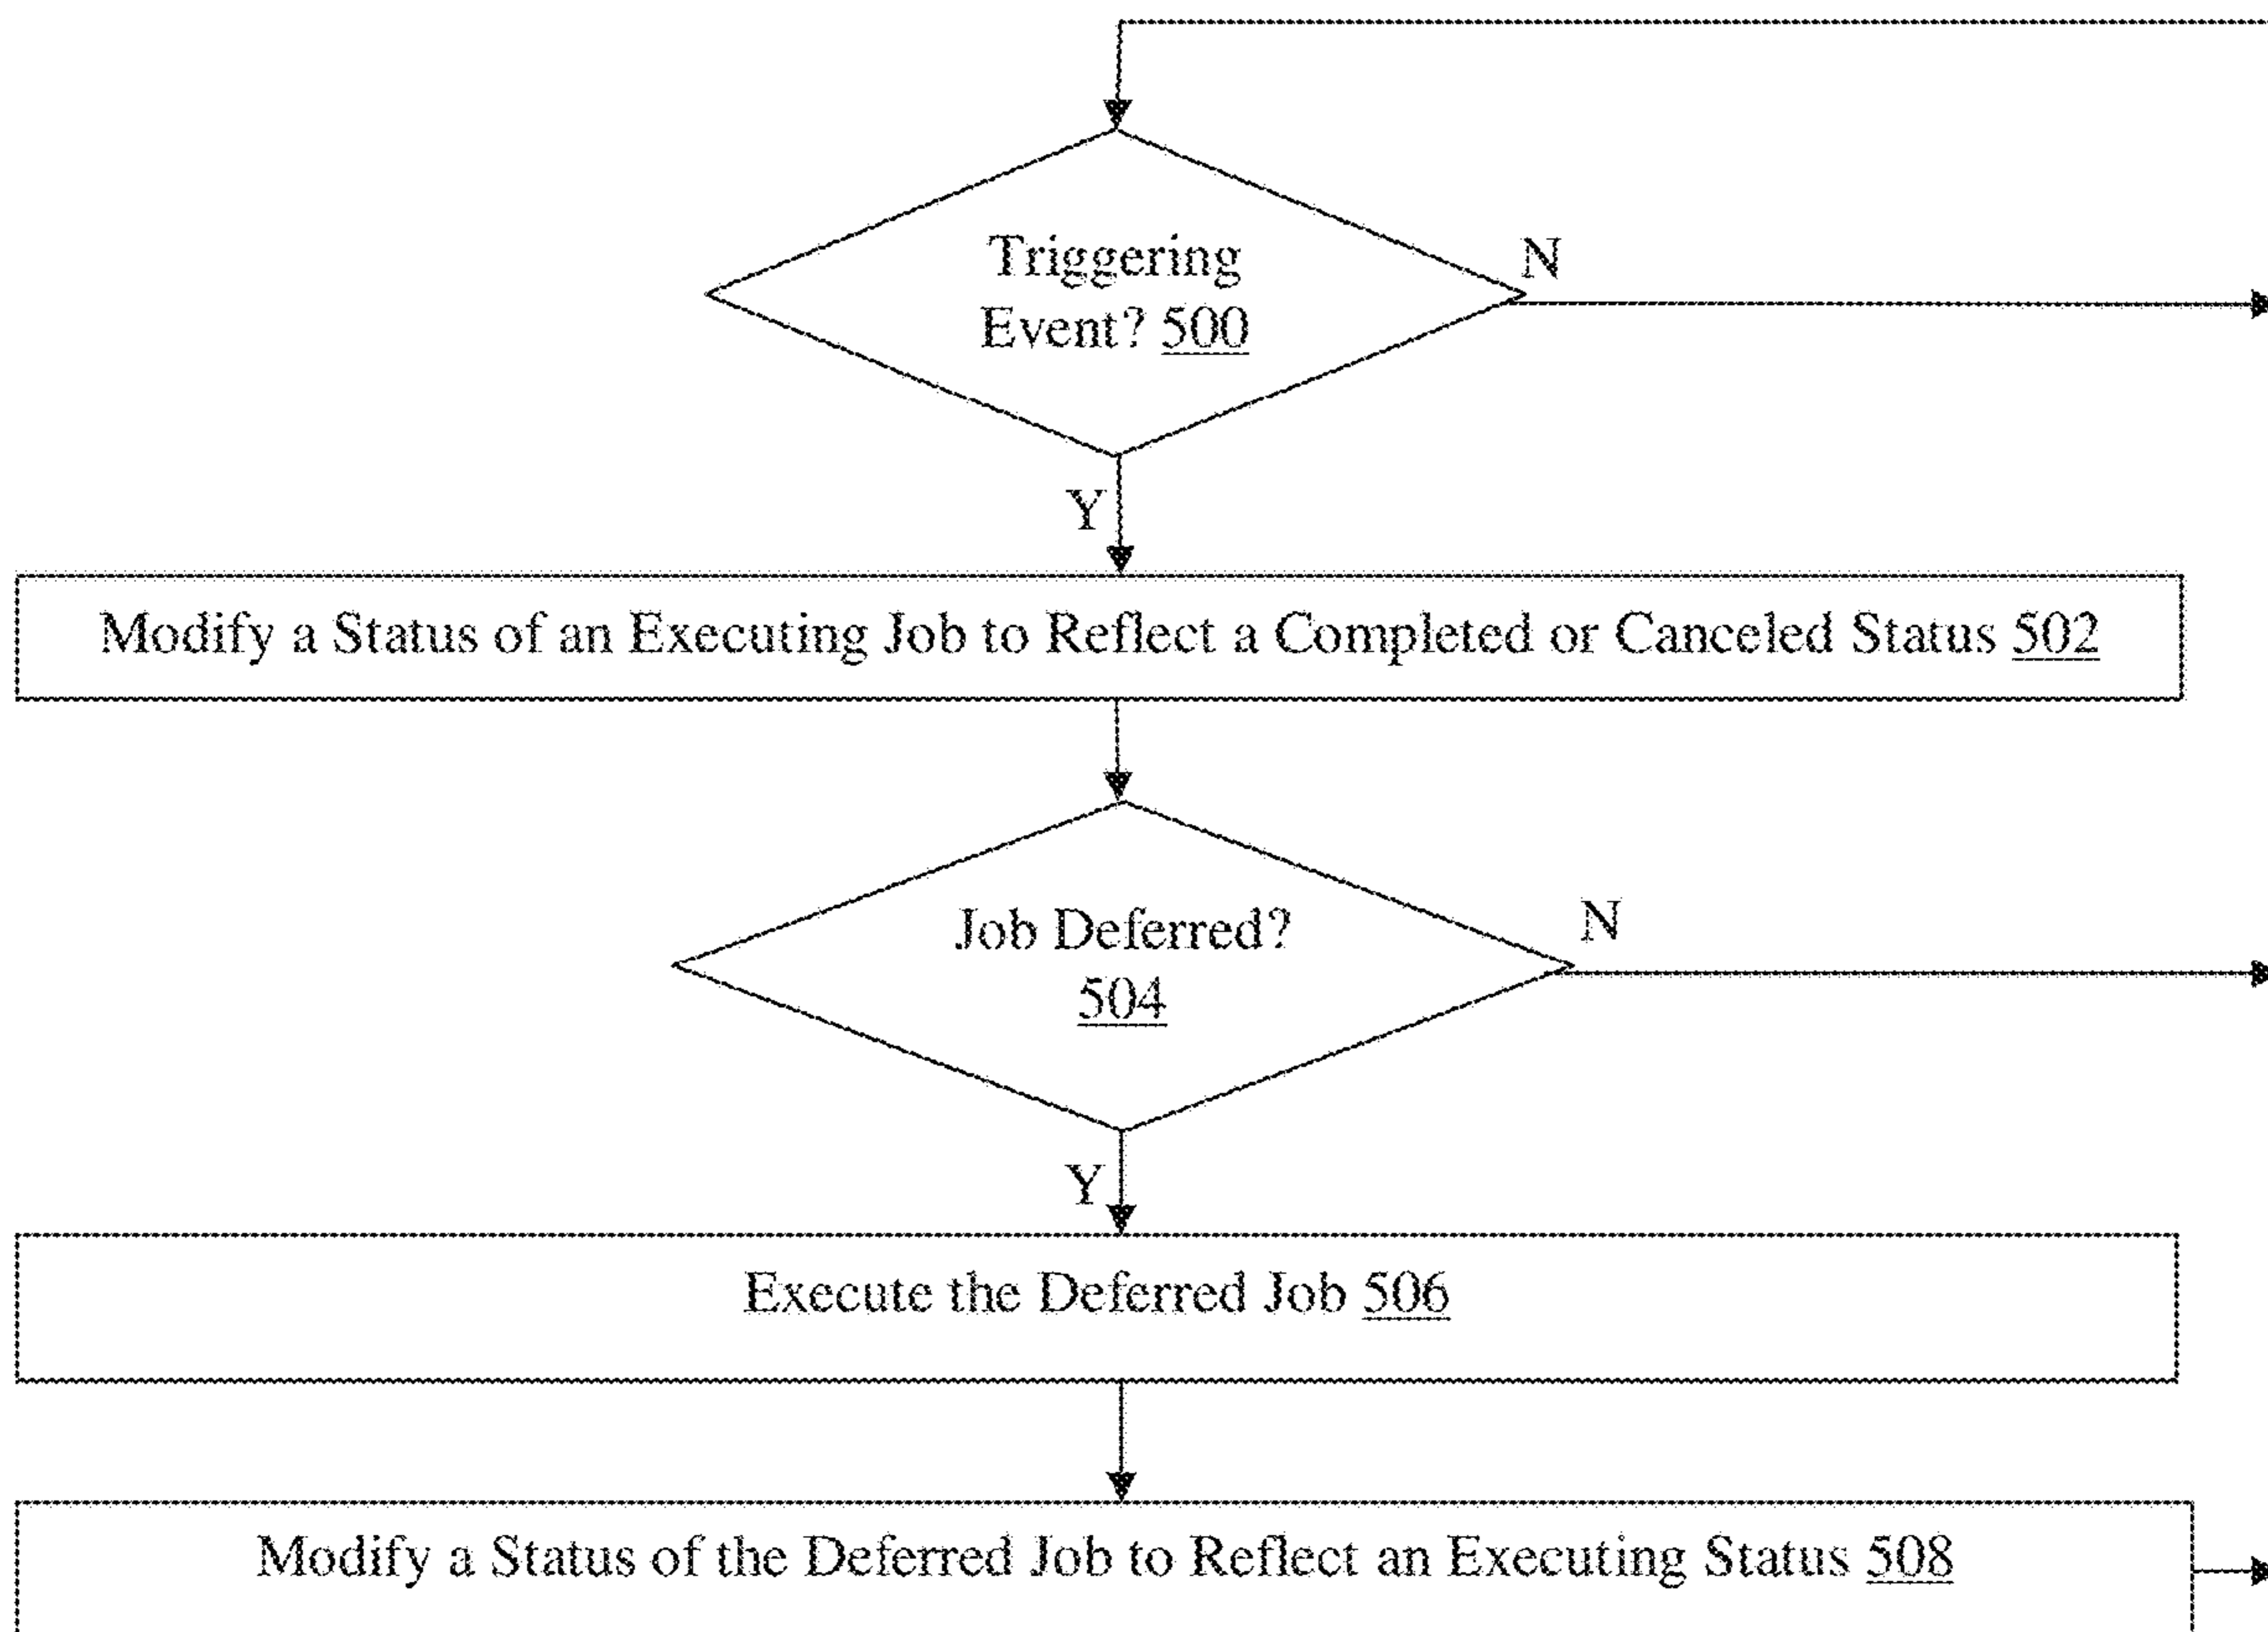 Triggering
N
Event? 500
Y
Modify a Status of an Executing Job to Reflect a Completed or Canceled Status 502
Job Deferred?
N
504
Y
Execute the Deferred Job 506
Modify a Status of the Deferred Job to Reflect an Executing Status 508